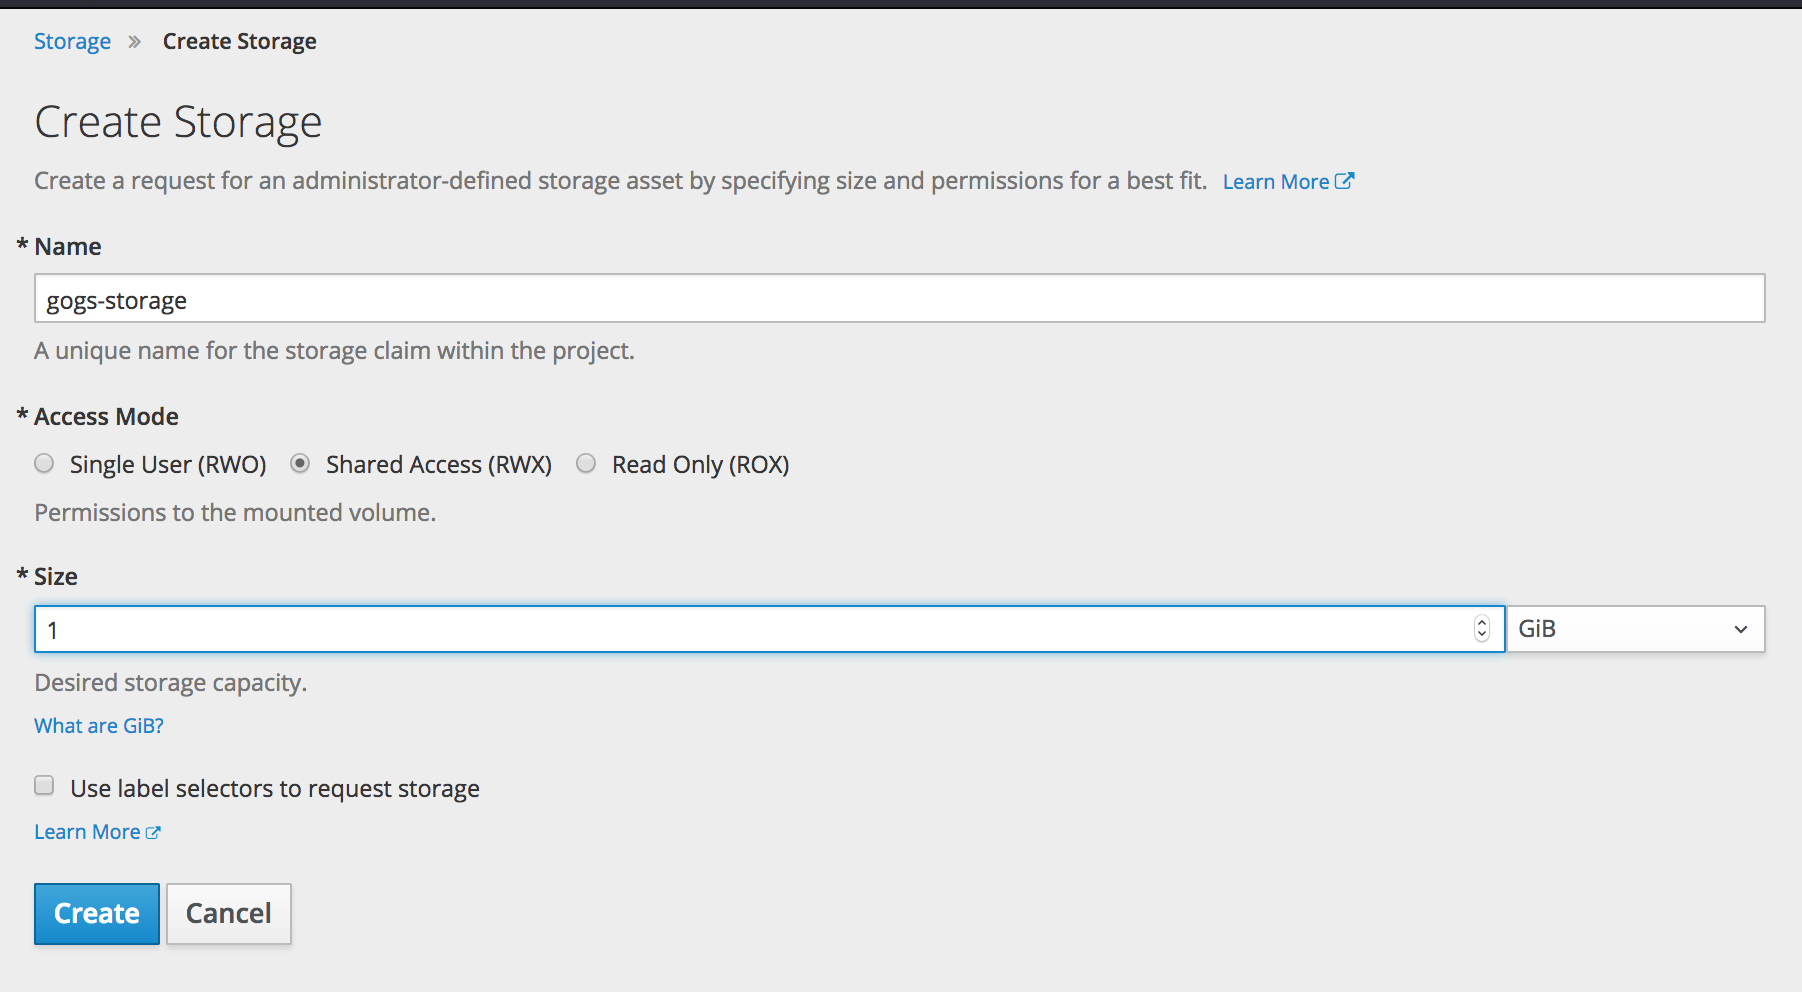 Storage » Create Storage
Create Storage
Create a request for an administrator-defined storage asset by specifying size and permissions for a best fit. Learn More
* Name
gogs-storage
A unique name for the storage claim within the project.
* Access Mode
Single User (RWO) Shared Access (RWX) Read Only (ROX)
Permissions to the mounted volume.
* Size
1 GiB
Desired storage capacity.
What are GiB?
Use label selectors to request storage
Learn More
Create Cancel